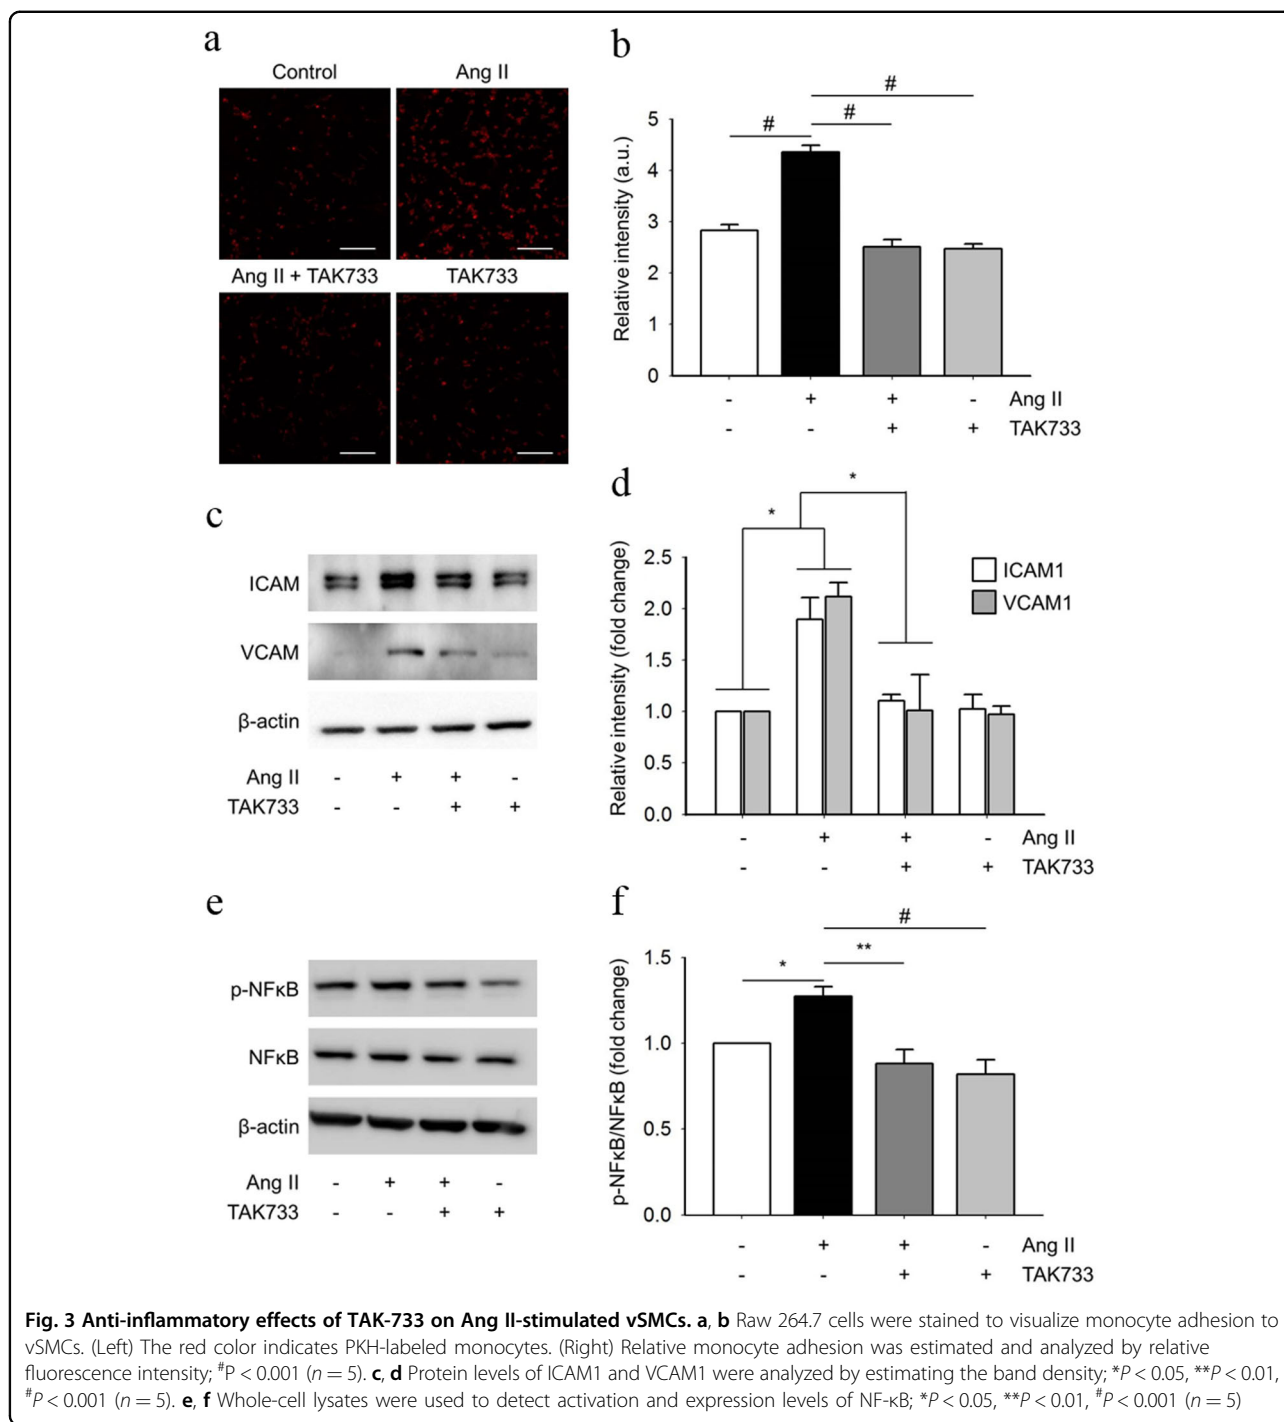 a
Control Ang II
Ang II + TAK733 TAK733
b
Relative intensity (a.u.)
5
4
3
2
1
0
# # #
- + + - Ang II
- - + + TAK733
c
ICAM
VCAM
β-actin
Ang II - + + -
TAK733 - - + +
d
Relative intensity (fold change)
2.5
2.0
1.5
1.0
0.5
0.0
* *
ICAM1
VCAM1
- + + - Ang II
- - + + TAK733
e
p-NFκB
NFκB
β-actin
Ang II - + + -
TAK733 - - + +
f
p-NFκB/NFκB (fold change)
1.5
1.0
0.5
0.0
* ** #
- + + - Ang II
- - + + TAK733
Fig. 3 Anti-inflammatory effects of TAK-733 on Ang II-stimulated vSMCs. a, b Raw 264.7 cells were stained to visualize monocyte adhesion to
vSMCs. (Left) The red color indicates PKH-labeled monocytes. (Right) Relative monocyte adhesion was estimated and analyzed by relative
fluorescence intensity; #P < 0.001 (n = 5). c, d Protein levels of ICAM1 and VCAM1 were analyzed by estimating the band density; *P < 0.05, **P < 0.01,
#P < 0.001 (n = 5). e, f Whole-cell lysates were used to detect activation and expression levels of NF-κB; *P < 0.05, **P < 0.01, #P < 0.001 (n = 5)